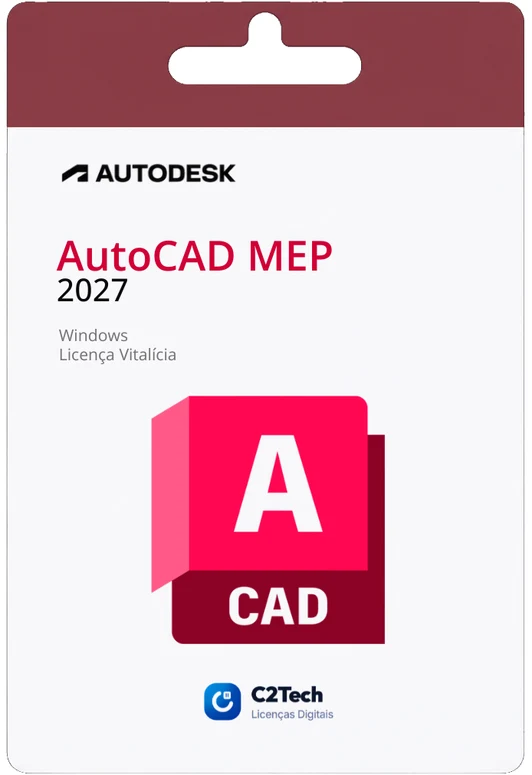 AUTODESK
AutoCAD MEP
2027
Windows
Licença Vitalícia
A
CAD
C2Tech
Licenças Digitais